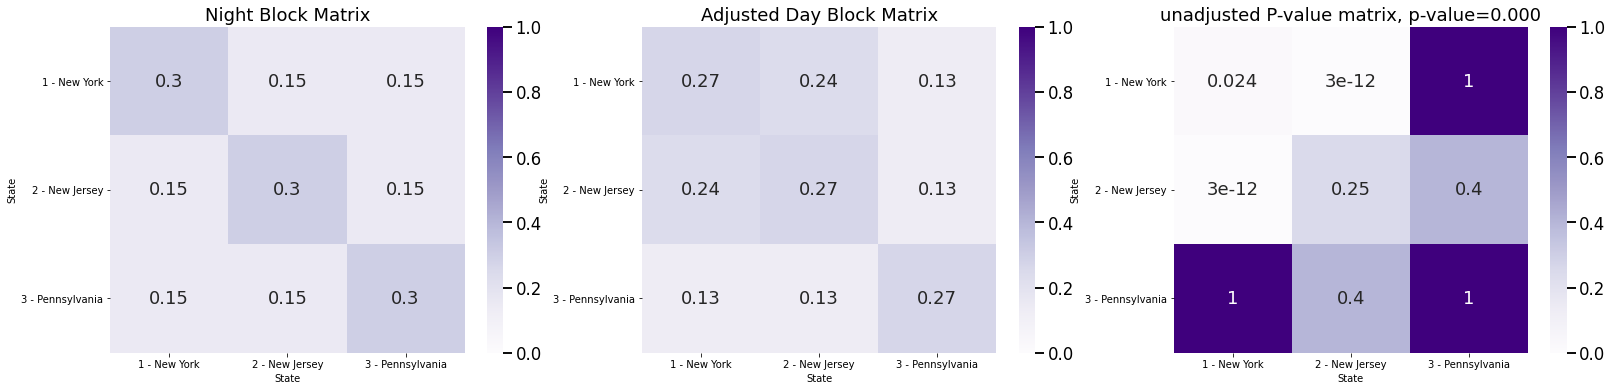 Night Block Matrix
1 - New York
2 - New Jersey
3 - Pennsylvania
State
0.3 0.15 0.15
0.15 0.3 0.15
0.15 0.15 0.3
1 - New York 2 - New Jersey 3 - Pennsylvania
State
1.0
0.8
0.6
0.4
0.2
0.0
Adjusted Day Block Matrix
1 - New York
2 - New Jersey
3 - Pennsylvania
State
0.27 0.24 0.13
0.24 0.27 0.13
0.13 0.13 0.27
1 - New York 2 - New Jersey 3 - Pennsylvania
State
1.0
0.8
0.6
0.4
0.2
0.0
unadjusted P-value matrix, p-value=0.000
1 - New York
2 - New Jersey
3 - Pennsylvania
State
0.024 3e-12 1
3e-12 0.25 0.4
1 0.4 1
1 - New York 2 - New Jersey 3 - Pennsylvania
State
1.0
0.8
0.6
0.4
0.2
0.0